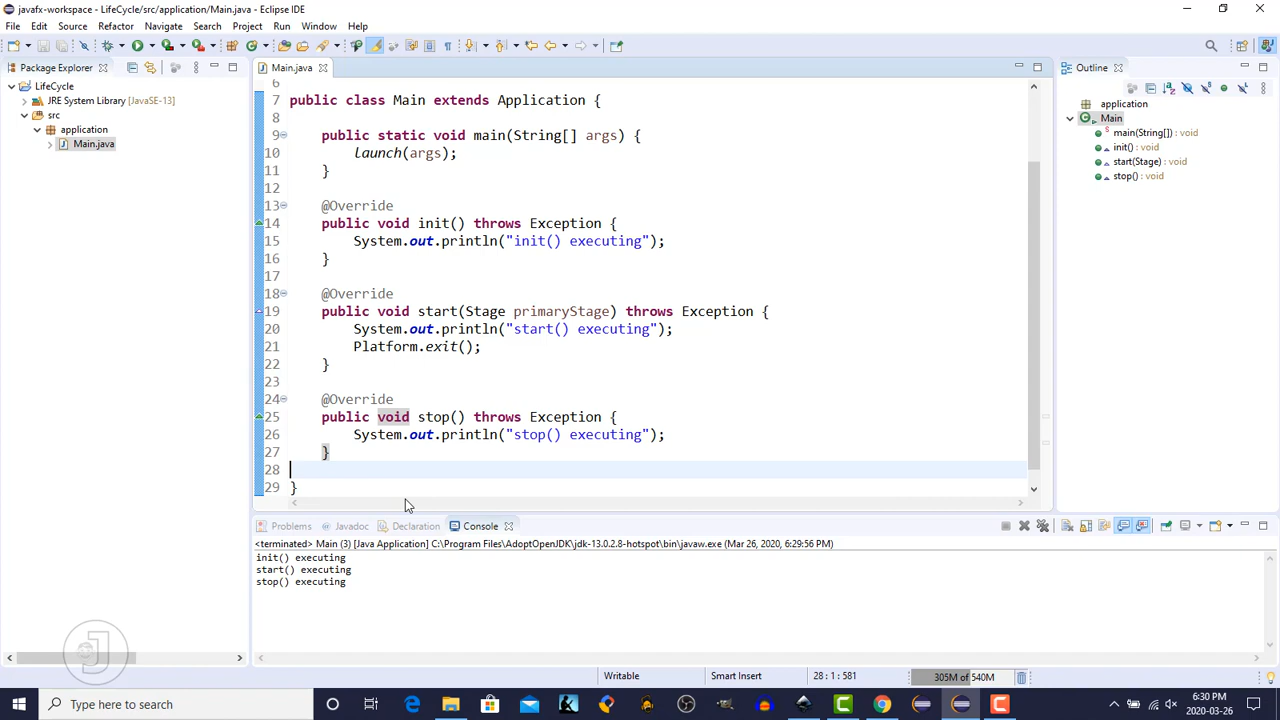 javafx-workspace - LifeCycle/src/application/Main.java - Eclipse IDE
File Edit Source Refactor Navigate Search Project Run Window Help
Package Explorer
LifeCycle
JRE System Library [JavaSE-13]
src
application
Main.java
Main.java
6
7 public class Main extends Application {
8
9 public static void main(String[] args) {
10 launch(args);
11 }
12
13 @Override
14 public void init() throws Exception {
15 System.out.println("init() executing");
16 }
17
18 @Override
19 public void start(Stage primaryStage) throws Exception {
20 System.out.println("start() executing");
21 Platform.exit();
22 }
23
24 @Override
25 public void stop() throws Exception {
26 System.out.println("stop() executing");
27 }
28
29 }
Outline
application
Main
main(String[]) : void
init() : void
start(Stage) : void
stop() : void
Problems Javadoc Declaration Console
<terminated> Main (3) [Java Application] C:\Program Files\AdoptOpenJDK\jdk-13.0.2.8-hotspot\bin\javaw.exe (Mar 26, 2020, 6:29:56 PM)
init() executing
start() executing
stop() executing
Writable Smart Insert 28 : 1 : 581 305M of 540M
Type here to search
6:30 PM
2020-03-26